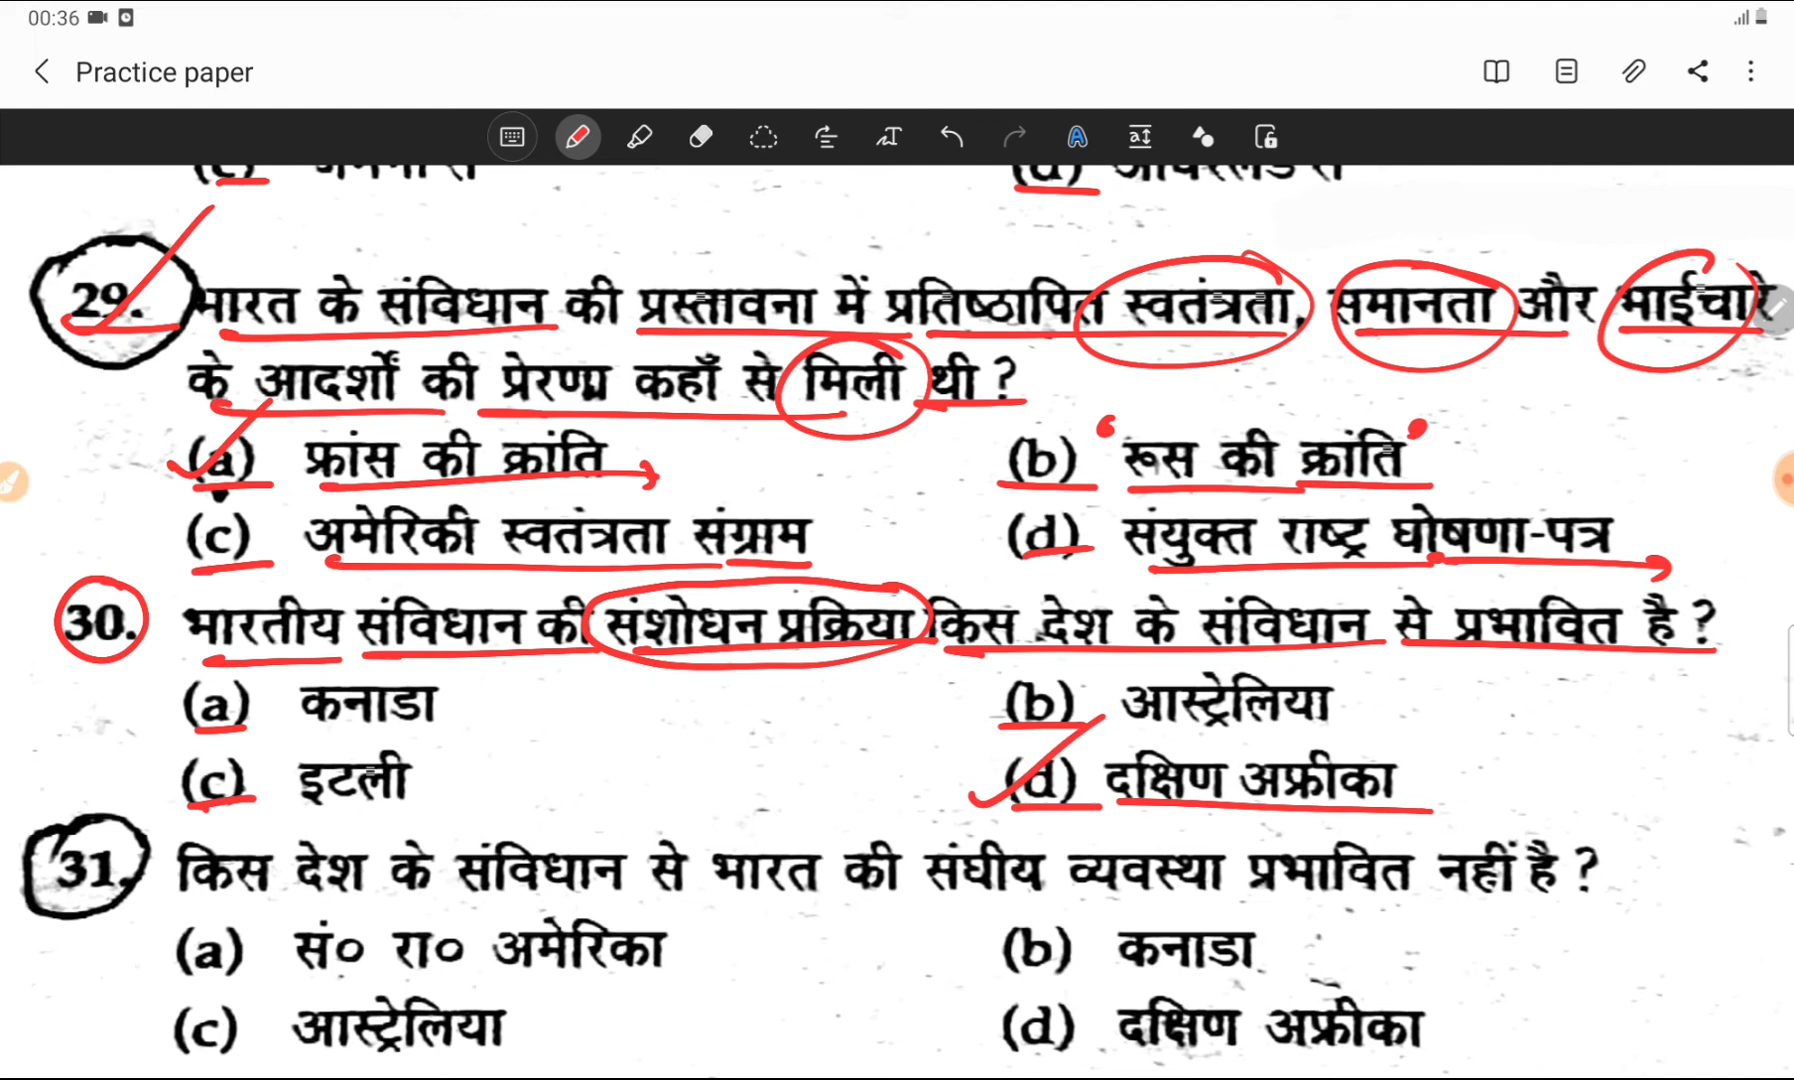 00:36
Practice paper
29. भारत के संविधान की प्रस्तावना में प्रतिष्ठापित स्वतंत्रता, समानता और भाईचारे
के आदर्शों की प्रेरणा कहाँ से मिली थी ?
(a) फ्रांस की क्रांति (b) रूस की क्रांति
(c) अमेरिकी स्वतंत्रता संग्राम (d) संयुक्त राष्ट्र घोषणा-पत्र
30. भारतीय संविधान की संशोधन प्रक्रिया किस देश के संविधान से प्रभावित है ?
(a) कनाडा (b) आस्ट्रेलिया
(c) इटली (d) दक्षिण अफ्रीका
31. किस देश के संविधान से भारत की संघीय व्यवस्था प्रभावित नहीं है ?
(a) सं० रा० अमेरिका (b) कनाडा
(c) आस्ट्रेलिया (d) दक्षिण अफ्रीका